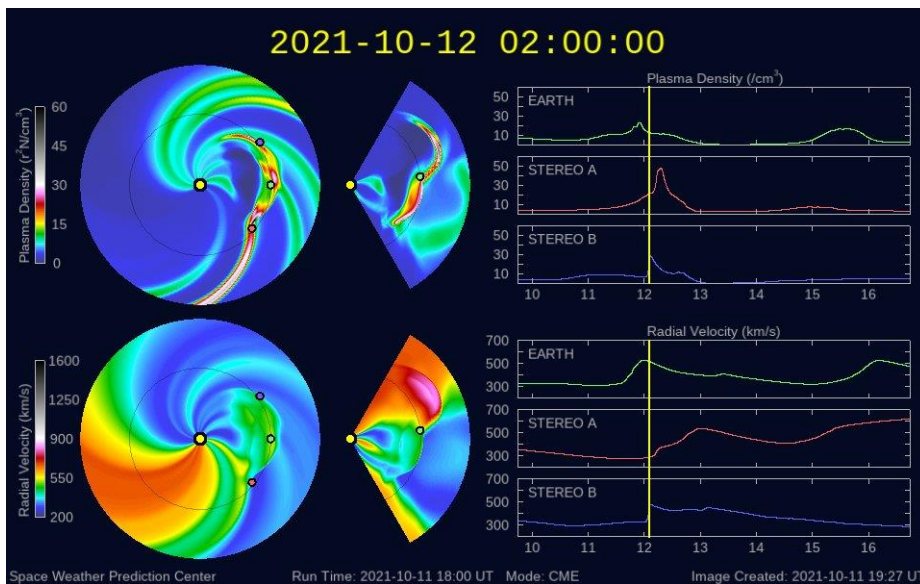 2021-10-12 02:00:00
Plasma Density (r²N/cm³)
60
45
30
15
0
Plasma Density (/cm³)
EARTH
50
30
10
STEREO A
50
30
10
STEREO B
50
30
10
10 11 12 13 14 15 16
Radial Velocity (km/s)
1600
1250
900
550
200
Radial Velocity (km/s)
700
EARTH
500
300
700
STEREO A
500
300
700
STEREO B
500
300
10 11 12 13 14 15 16
Space Weather Prediction Center Run Time: 2021-10-11 18:00 UT Mode: CME Image Created: 2021-10-11 19:27 U